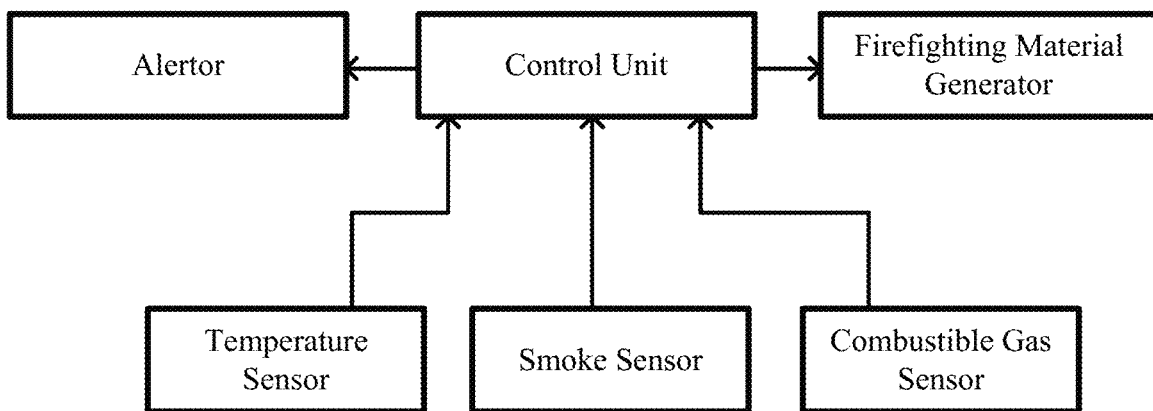 Alertor
Control Unit
Firefighting Material
Generator
Temperature
Sensor
Smoke Sensor
Combustible Gas
Sensor